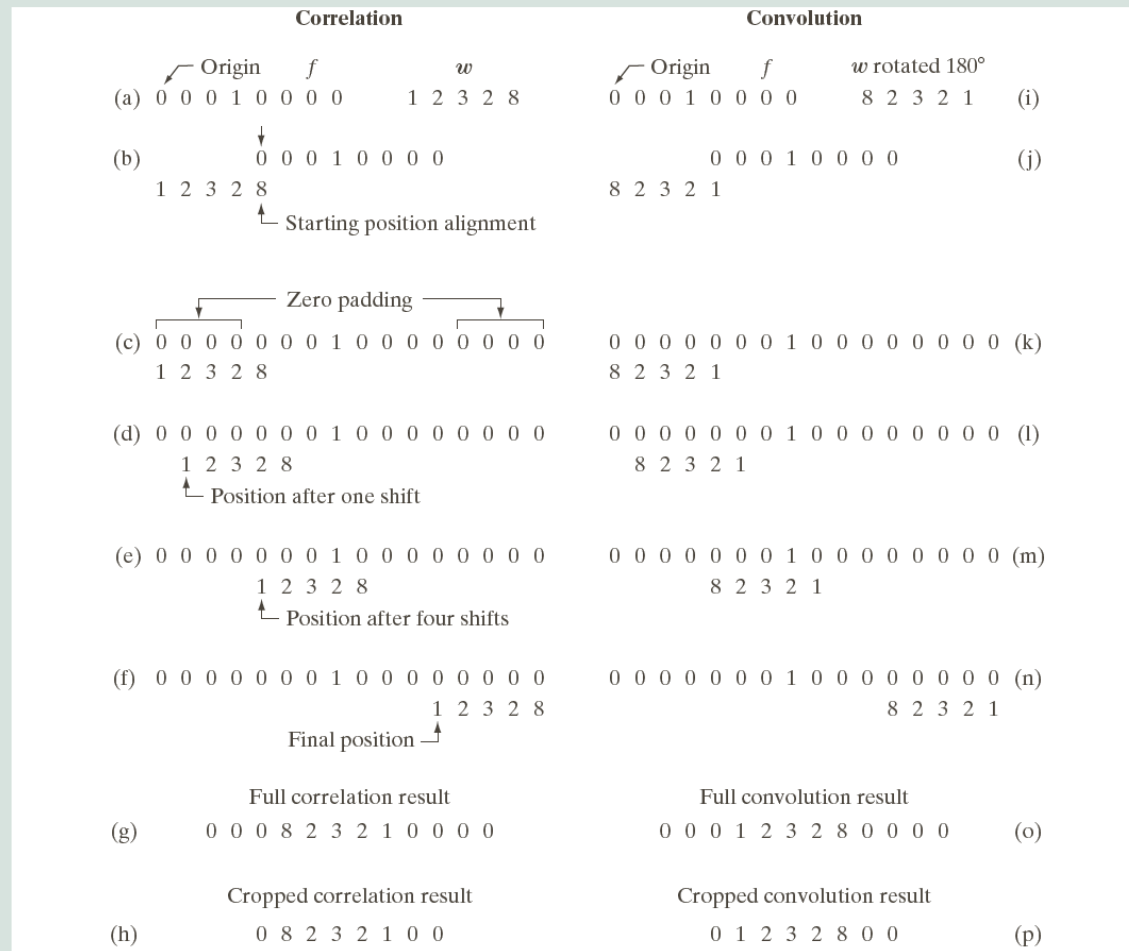 Correlation Convolution
Origin f w Origin f w rotated 180°
(a) 0 0 0 1 0 0 0 0 1 2 3 2 8 0 0 0 1 0 0 0 0 8 2 3 2 1 (i)
(b) 0 0 0 1 0 0 0 0 0 0 0 1 0 0 0 0 (j)
1 2 3 2 8 8 2 3 2 1
Starting position alignment
Zero padding
(c) 0 0 0 0 0 0 0 1 0 0 0 0 0 0 0 0 0 0 0 0 0 0 0 1 0 0 0 0 0 0 0 0 (k)
1 2 3 2 8 8 2 3 2 1
(d) 0 0 0 0 0 0 0 1 0 0 0 0 0 0 0 0 0 0 0 0 0 0 0 1 0 0 0 0 0 0 0 0 (l)
1 2 3 2 8 8 2 3 2 1
Position after one shift
(e) 0 0 0 0 0 0 0 1 0 0 0 0 0 0 0 0 0 0 0 0 0 0 0 1 0 0 0 0 0 0 0 0 (m)
1 2 3 2 8 8 2 3 2 1
Position after four shifts
(f) 0 0 0 0 0 0 0 1 0 0 0 0 0 0 0 0 0 0 0 0 0 0 0 1 0 0 0 0 0 0 0 0 (n)
1 2 3 2 8 8 2 3 2 1
Final position
Full correlation result Full convolution result
(g) 0 0 0 8 2 3 2 1 0 0 0 0 0 0 0 1 2 3 2 8 0 0 0 0 (o)
Cropped correlation result Cropped convolution result
(h) 0 8 2 3 2 1 0 0 0 1 2 3 2 8 0 0 (p)